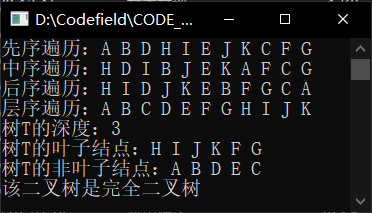 D:\Codefield\CODE_...
先序遍历：A B D H I E J K C F G
中序遍历：H D I B J E K A F C G
后序遍历：H I D J K E B F G C A
层序遍历：A B C D E F G H I J K
树T的深度：3
树T的叶子结点：H I J K F G
树T的非叶子结点：A B D E C
该二叉树是完全二叉树